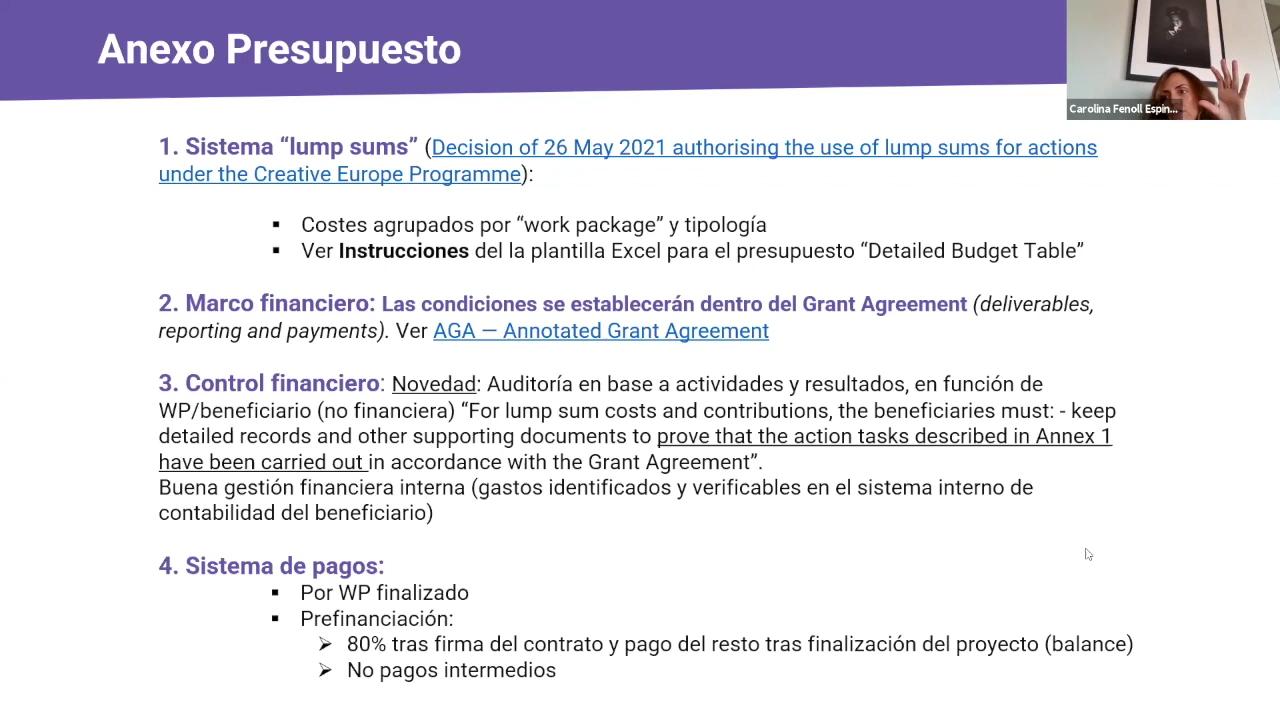 Anexo Presupuesto
Carolina Fenoll Espin...
1. Sistema “lump sums” (Decision of 26 May 2021 authorising the use of lump sums for actions
under the Creative Europe Programme):
▪ Costes agrupados por “work package” y tipología
▪ Ver Instrucciones del la plantilla Excel para el presupuesto “Detailed Budget Table”
2. Marco financiero: Las condiciones se establecerán dentro del Grant Agreement (deliverables,
reporting and payments). Ver AGA — Annotated Grant Agreement
3. Control financiero: Novedad: Auditoría en base a actividades y resultados, en función de
WP/beneficiario (no financiera) “For lump sum costs and contributions, the beneficiaries must: - keep
detailed records and other supporting documents to prove that the action tasks described in Annex 1
have been carried out in accordance with the Grant Agreement”.
Buena gestión financiera interna (gastos identificados y verificables en el sistema interno de
contabilidad del beneficiario)
4. Sistema de pagos:
▪ Por WP finalizado
▪ Prefinanciación:
➢ 80% tras firma del contrato y pago del resto tras finalización del proyecto (balance)
➢ No pagos intermedios